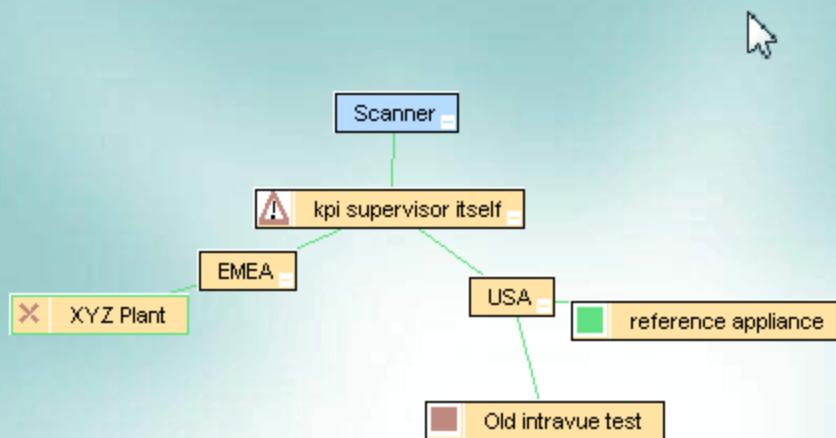 Scanner
kpi supervisor itself
EMEA
USA
XYZ Plant
reference appliance
Old intravue test